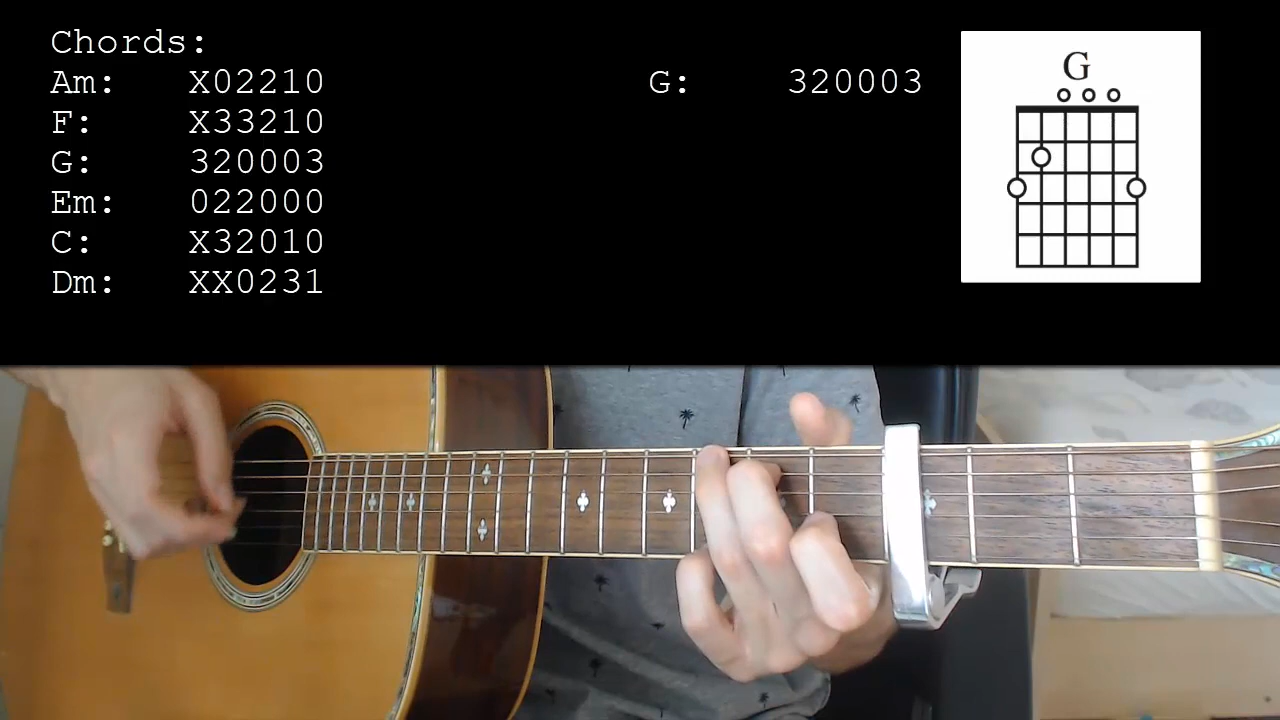 Chords:
Am: X02210
F: X33210
G: 320003
Em: 022000
C: X32010
Dm: XX0231
G: 320003
G